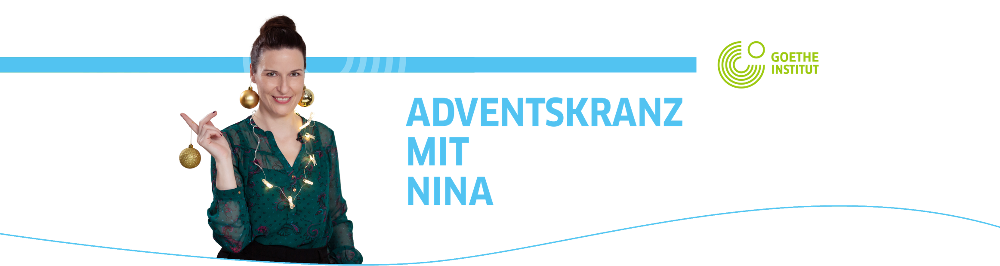 GOETHE
INSTITUT
ADVENTSKRANZ
MIT
NINA